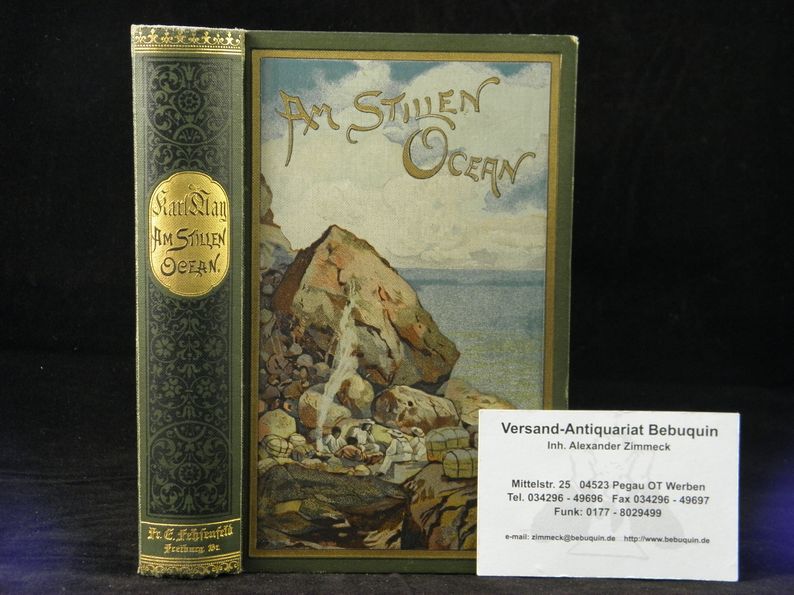 Karl May
AM STILLEN
OCEAN.
Fr. E. Fehsenfeld
Freiburg Br.
AM STILLEN
OCEAN
Versand-Antiquariat Bebuquin
Inh. Alexander Zimmeck
Mittelstr. 25 04523 Pegau OT Werben
Tel. 034296 - 49696 Fax 034296 - 49697
Funk: 0177 - 8029499
e-mail: zimmeck@bebuquin.de http://www.bebuquin.de